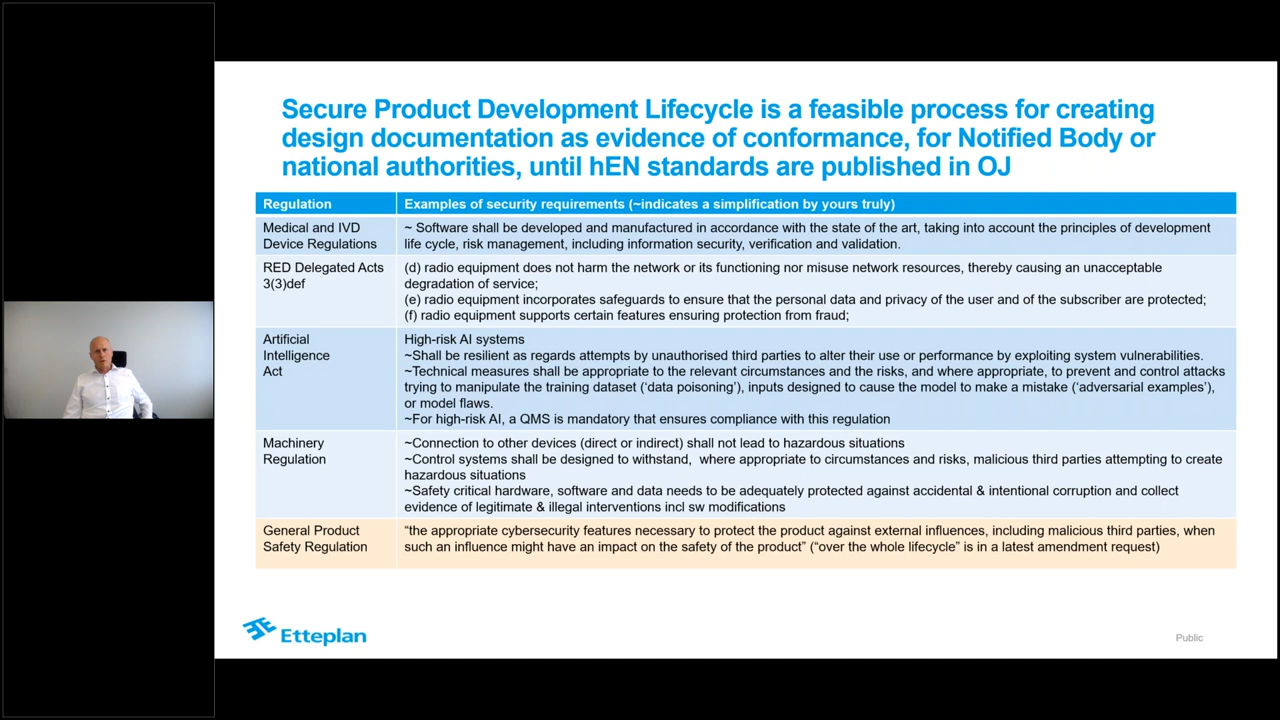 Secure Product Development Lifecycle is a feasible process for creating
design documentation as evidence of conformance, for Notified Body or
national authorities, until hEN standards are published in OJ
Regulation
Examples of security requirements (~indicates a simplification by yours truly)
Medical and IVD
Device Regulations
~ Software shall be developed and manufactured in accordance with the state of the art, taking into account the principles of development
life cycle, risk management, including information security, verification and validation.
RED Delegated Acts
3(3)def
(d) radio equipment does not harm the network or its functioning nor misuse network resources, thereby causing an unacceptable
degradation of service;
(e) radio equipment incorporates safeguards to ensure that the personal data and privacy of the user and of the subscriber are protected;
(f) radio equipment supports certain features ensuring protection from fraud;
Artificial
Intelligence
Act
High-risk AI systems
~Shall be resilient as regards attempts by unauthorised third parties to alter their use or performance by exploiting system vulnerabilities.
~Technical measures shall be appropriate to the relevant circumstances and the risks, and where appropriate, to prevent and control attacks
trying to manipulate the training dataset (‘data poisoning’), inputs designed to cause the model to make a mistake (‘adversarial examples’),
or model flaws.
~For high-risk AI, a QMS is mandatory that ensures compliance with this regulation
Machinery
Regulation
~Connection to other devices (direct or indirect) shall not lead to hazardous situations
~Control systems shall be designed to withstand,  where appropriate to circumstances and risks, malicious third parties attempting to create
hazardous situations
~Safety critical hardware, software and data needs to be adequately protected against accidental & intentional corruption and collect
evidence of legitimate & illegal interventions incl sw modifications
General Product
Safety Regulation
“the appropriate cybersecurity features necessary to protect the product against external influences, including malicious third parties, when
such an influence might have an impact on the safety of the product” (“over the whole lifecycle” is in a latest amendment request)
Etteplan
Public